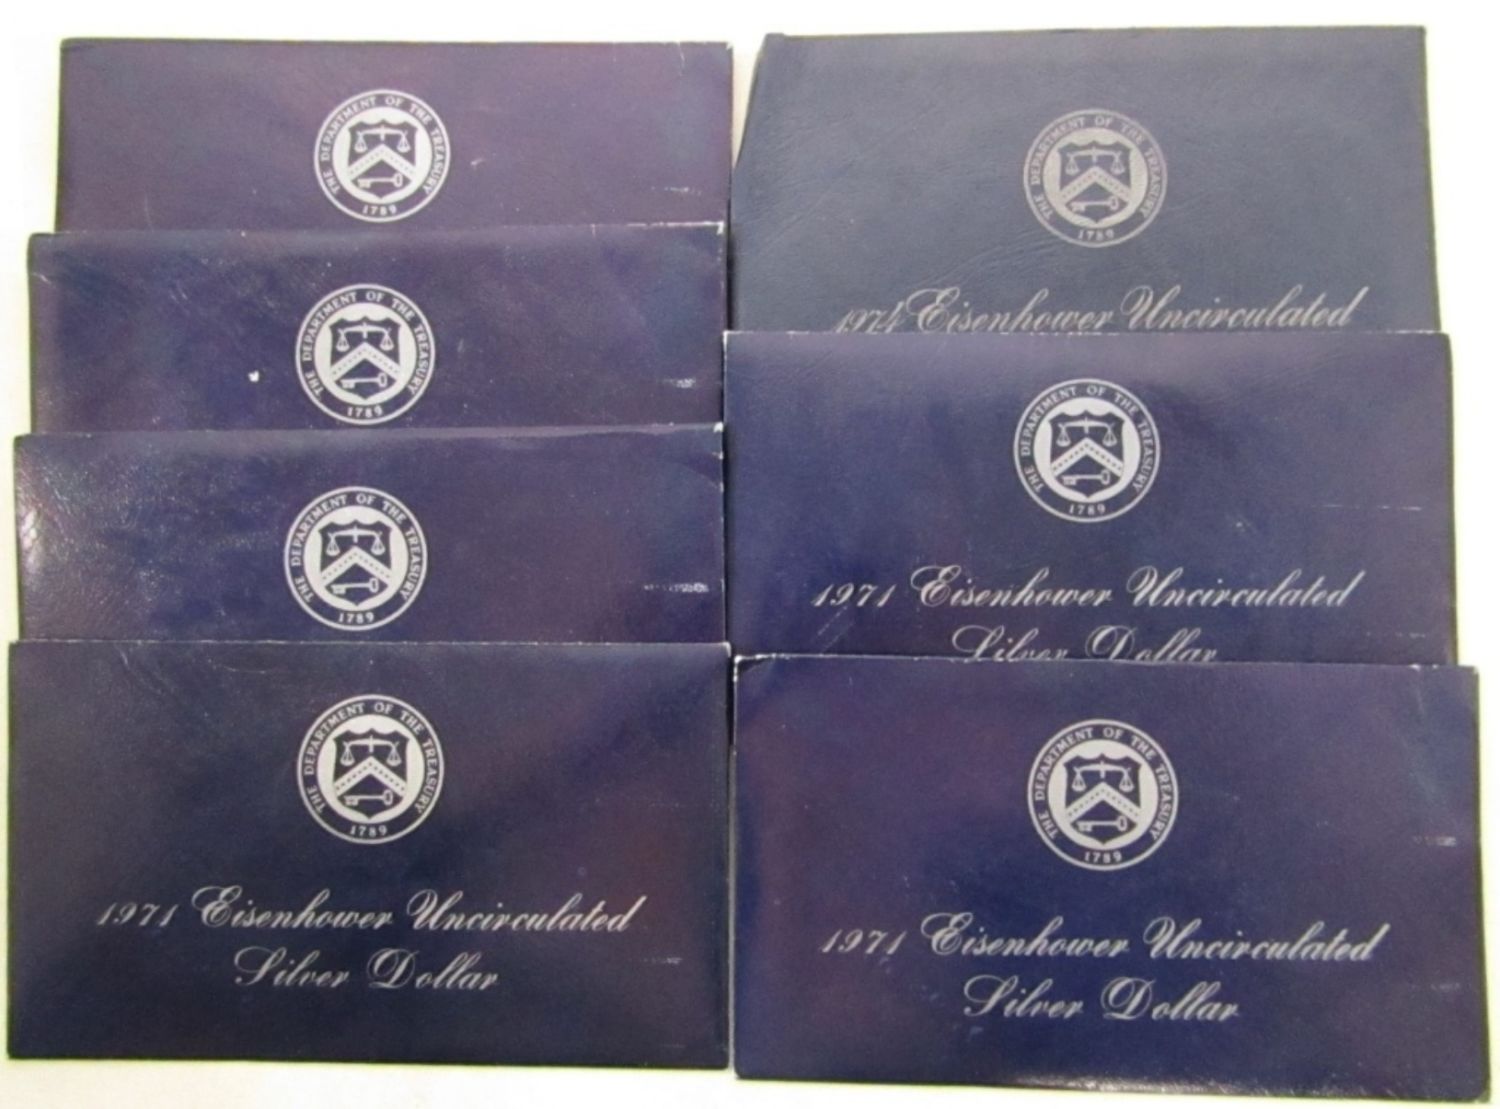 THE DEPARTMENT OF THE TREASURY
1789
THE DEPARTMENT OF THE TREASURY
1789
THE DEPARTMENT OF THE TREASURY
1789
THE DEPARTMENT OF THE TREASURY
1789
1971 Eisenhower Uncirculated
Silver Dollar
THE DEPARTMENT OF THE TREASURY
1789
1974 Eisenhower Uncirculated
THE DEPARTMENT OF THE TREASURY
1789
1971 Eisenhower Uncirculated
Silver Dollar
THE DEPARTMENT OF THE TREASURY
1789
1971 Eisenhower Uncirculated
Silver Dollar